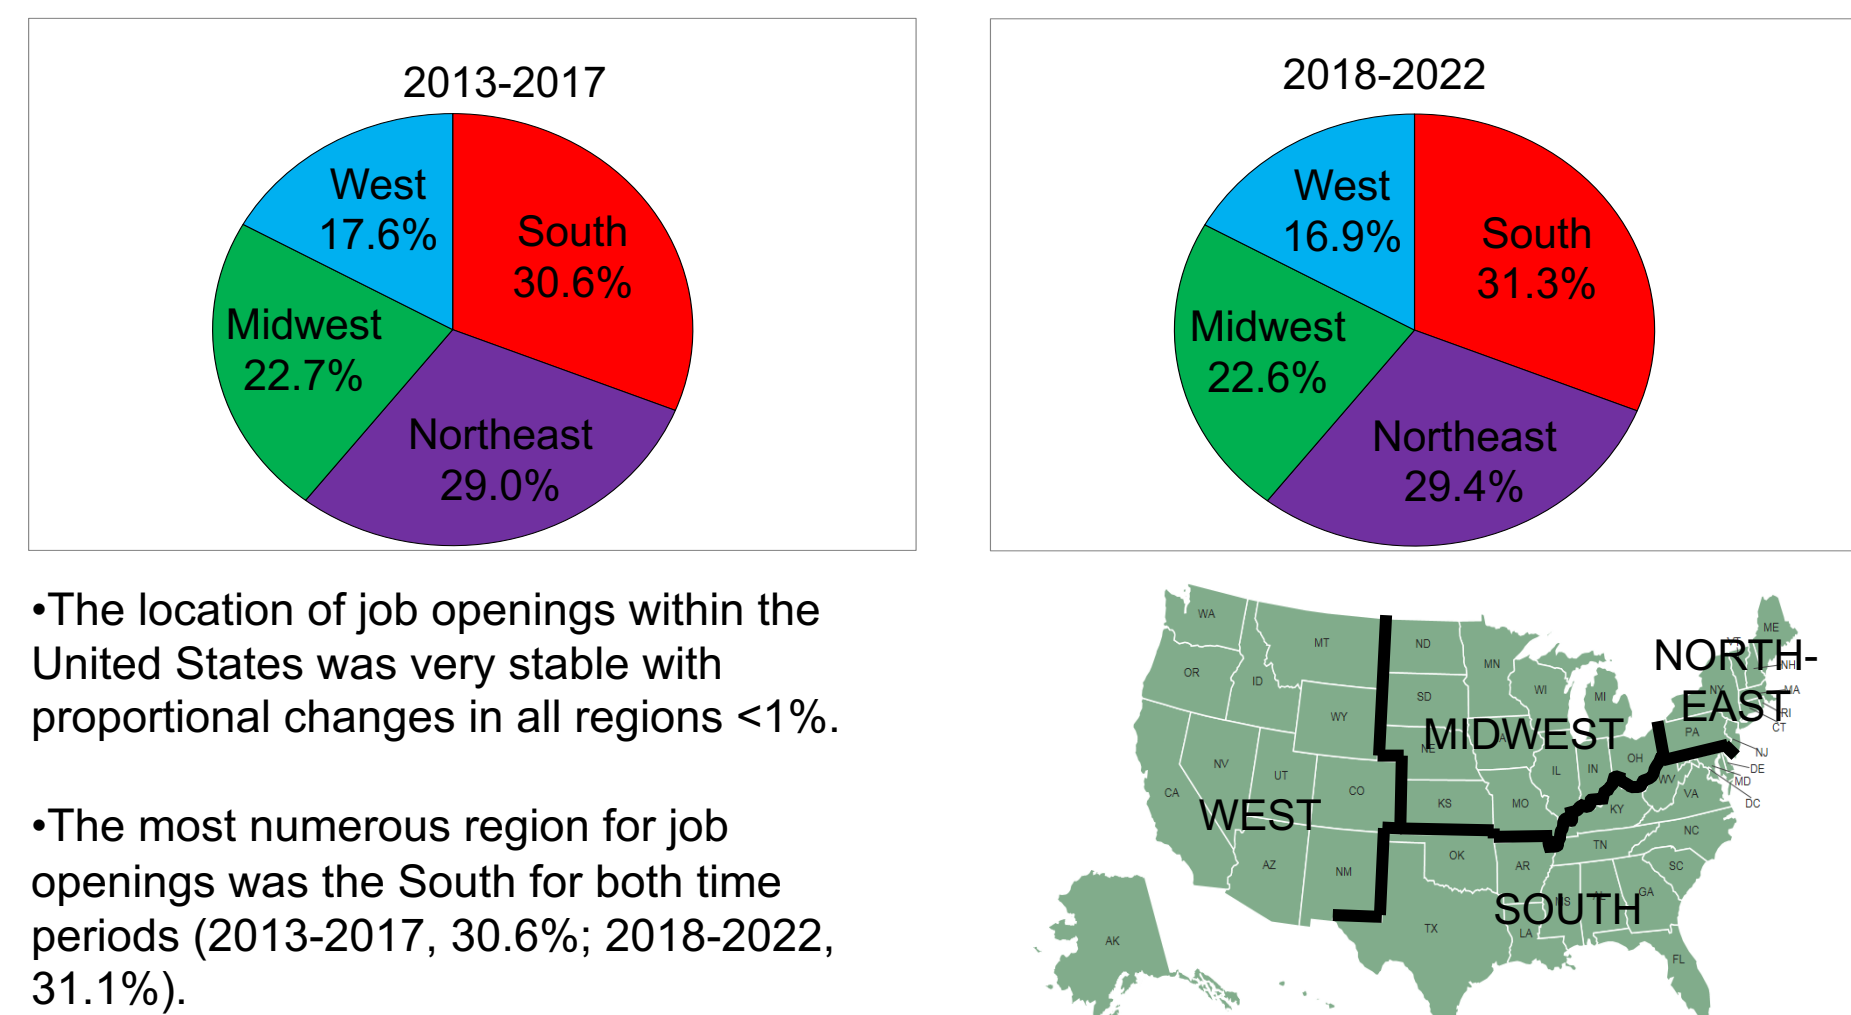 2013-2017
West
17.6%
South
30.6%
Midwest
22.7%
Northeast
29.0%
2018-2022
West
16.9%
South
31.3%
Midwest
22.6%
Northeast
29.4%
•The location of job openings within the
United States was very stable with
proportional changes in all regions <1%.
•The most numerous region for job
openings was the South for both time
periods (2013-2017, 30.6%; 2018-2022,
31.1%).
WA
MT
ND
MN
ME
VT
NORTH-
NH
OR
ID
SD
WI
MI
NY
MA
EAST
RI
CT
WY
MIDWEST
PA
NE
NJ
OH
DE
NV
UT
IL
IN
WV
MD
CA
CO
KS
MO
KY
VA
DC
WEST
NC
TN
OK
AZ
NM
AR
SC
GA
SOUTH
TX
LA
AK
FL